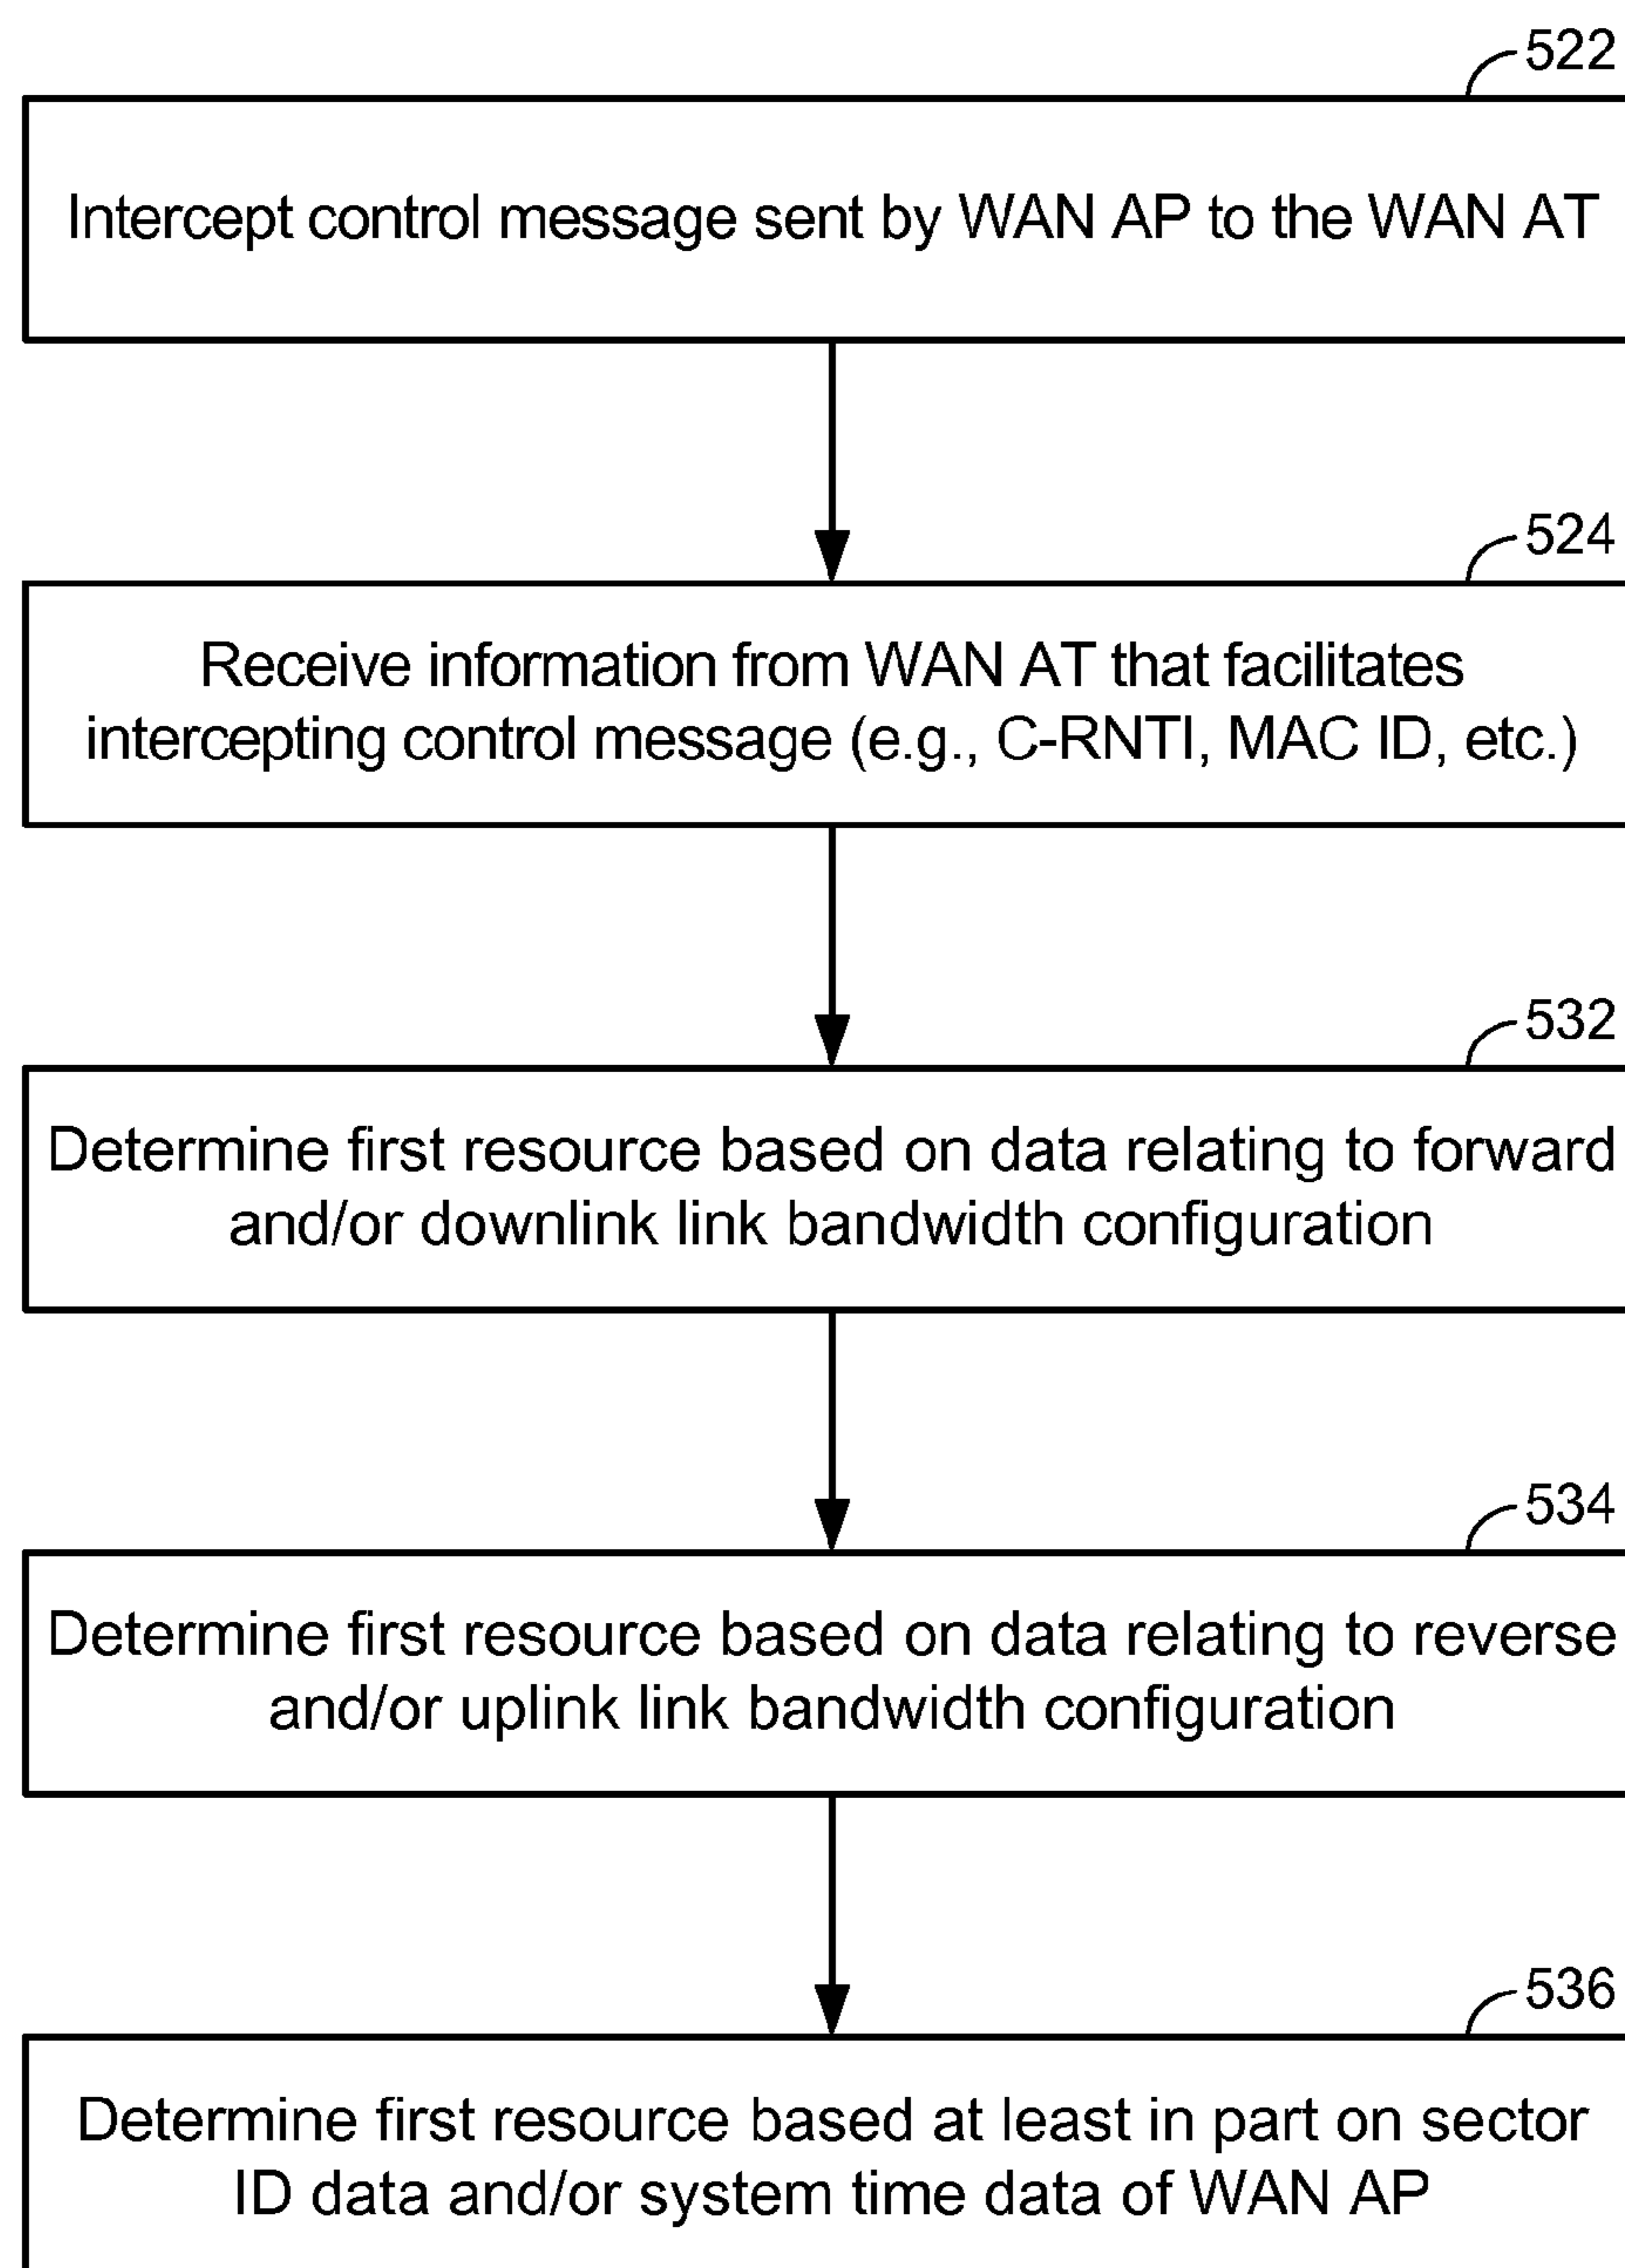 522
Intercept control message sent by WAN AP to the WAN AT
524
Receive information from WAN AT that facilitates
intercepting control message (e.g., C-RNTI, MAC ID, etc.)
532
Determine first resource based on data relating to forward
and/or downlink link bandwidth configuration
534
Determine first resource based on data relating to reverse
and/or uplink link bandwidth configuration
536
Determine first resource based at least in part on sector
ID data and/or system time data of WAN AP